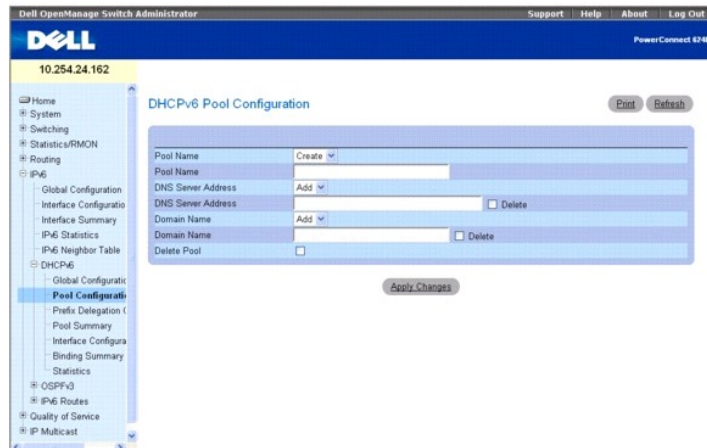 Dell OpenManage Switch Administrator
Support Help About Log Out
DELL
PowerConnect 624
10.254.24.162
Home
System
Switching
Statistics/RMON
Routing
IPv6
Global Configuration
Interface Configuratio
Interface Summary
IPv6 Statistics
IPv6 Neighbor Table
DHCPv6
Global Configuratic
Pool Configurati
Prefix Delegation C
Pool Summary
Interface Configura
Binding Summary
Statistics
OSPFv3
IPv6 Routes
Quality of Service
IP Multicast
DHCPv6 Pool Configuration
Print Refresh
Pool Name Create
Pool Name
DNS Server Address Add
DNS Server Address Delete
Domain Name Add
Domain Name Delete
Delete Pool
Apply Changes